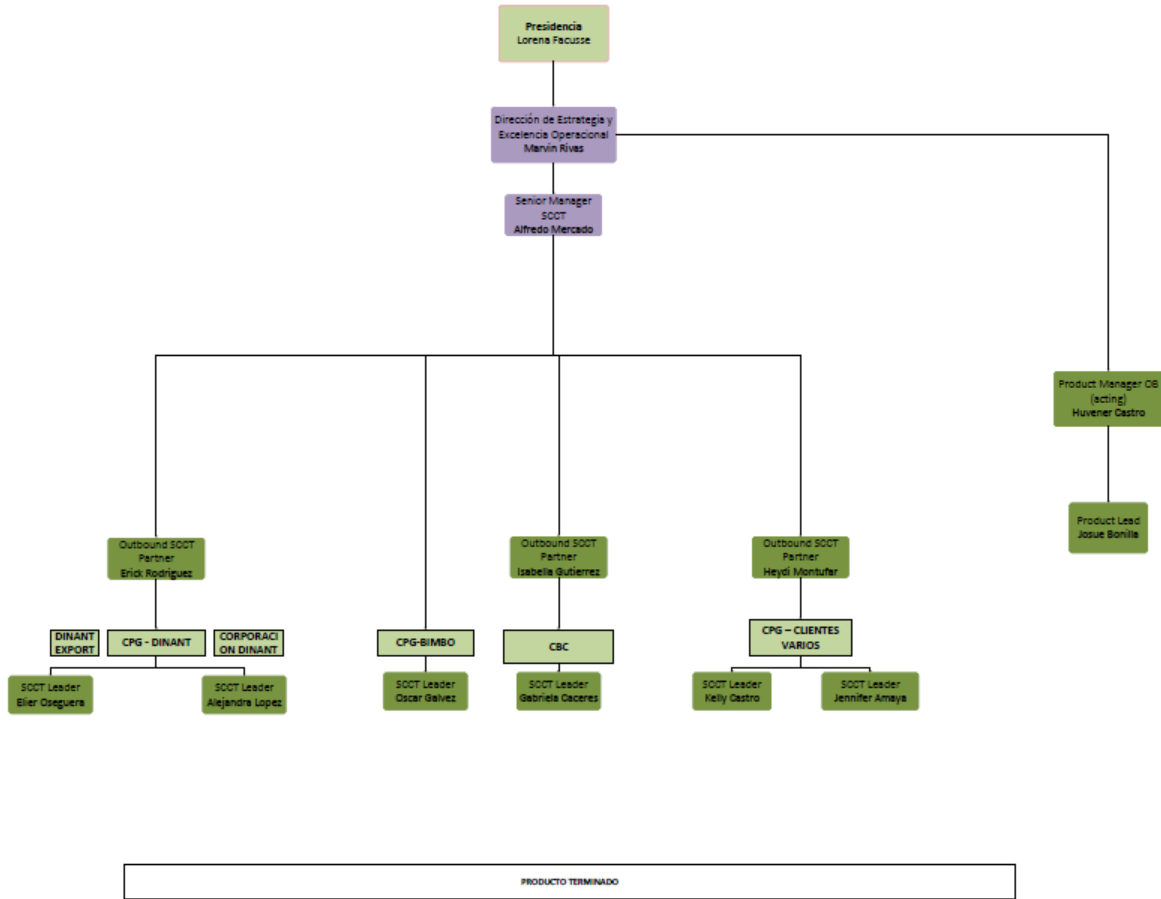 Presidencia
Lorena Facusse
Dirección de Estrategia y
Excelencia Operacional
Marvin Rivas
Senior Manager
SCCT
Alfredo Mercado
Product Manager OB
(acting)
Huvener Castro
Product Lead
Josue Bonilla
Outbound SCCT
Partner
Erick Rodriguez
Outbound SCCT
Partner
Isabella Gutierrez
Outbound SCCT
Partner
Heydi Montufar
DINANT
EXPORT
CPG - DINANT
CORPORACI
ON DINANT
CPG-BIMBO
CBC
CPG – CLIENTES
VARIOS
SCCT Leader
Elier Oseguera
SCCT Leader
Alejandra Lopez
SCCT Leader
Oscar Galvez
SCCT Leader
Gabriela Caceres
SCCT Leader
Kelly Castro
SCCT Leader
Jennifer Amaya
PRODUCTO TERMINADO